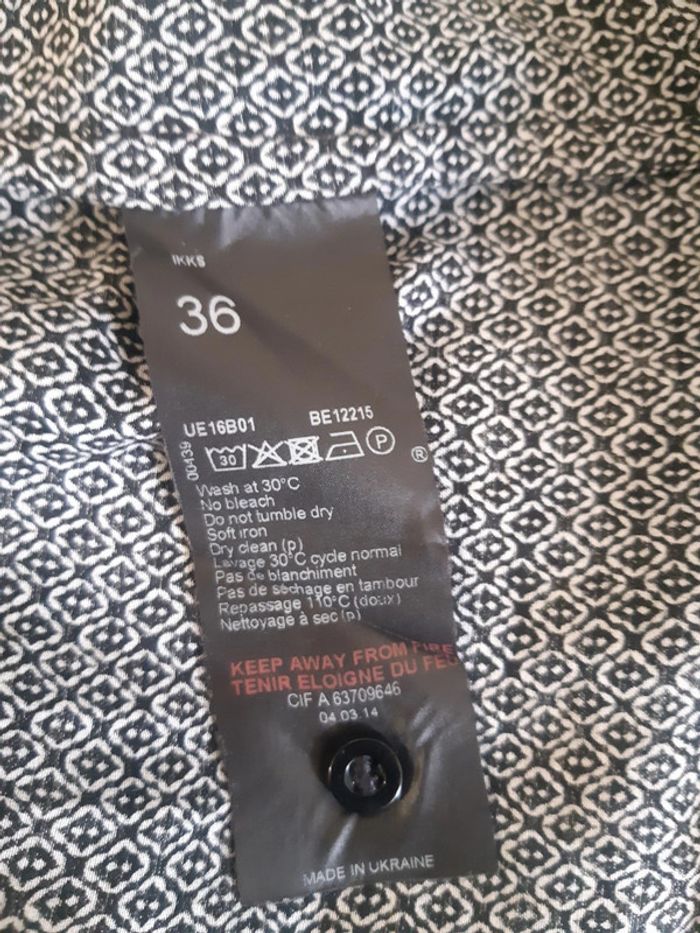 IKKS
36
UE16B01 BE12215
00439
30 P ®
Wash at 30°C
No bleach
Do not tumble dry
Soft iron
Dry clean (p)
Lavage 30°C cycle normal
Pas de blanchiment
Pas de séchage en tambour
Repassage 110°C (doux)
Nettoyage à sec (p)
KEEP AWAY FROM FIRE
TENIR ELOIGNE DU FEU
CIF A 63709646
04.03.14
MADE IN UKRAINE